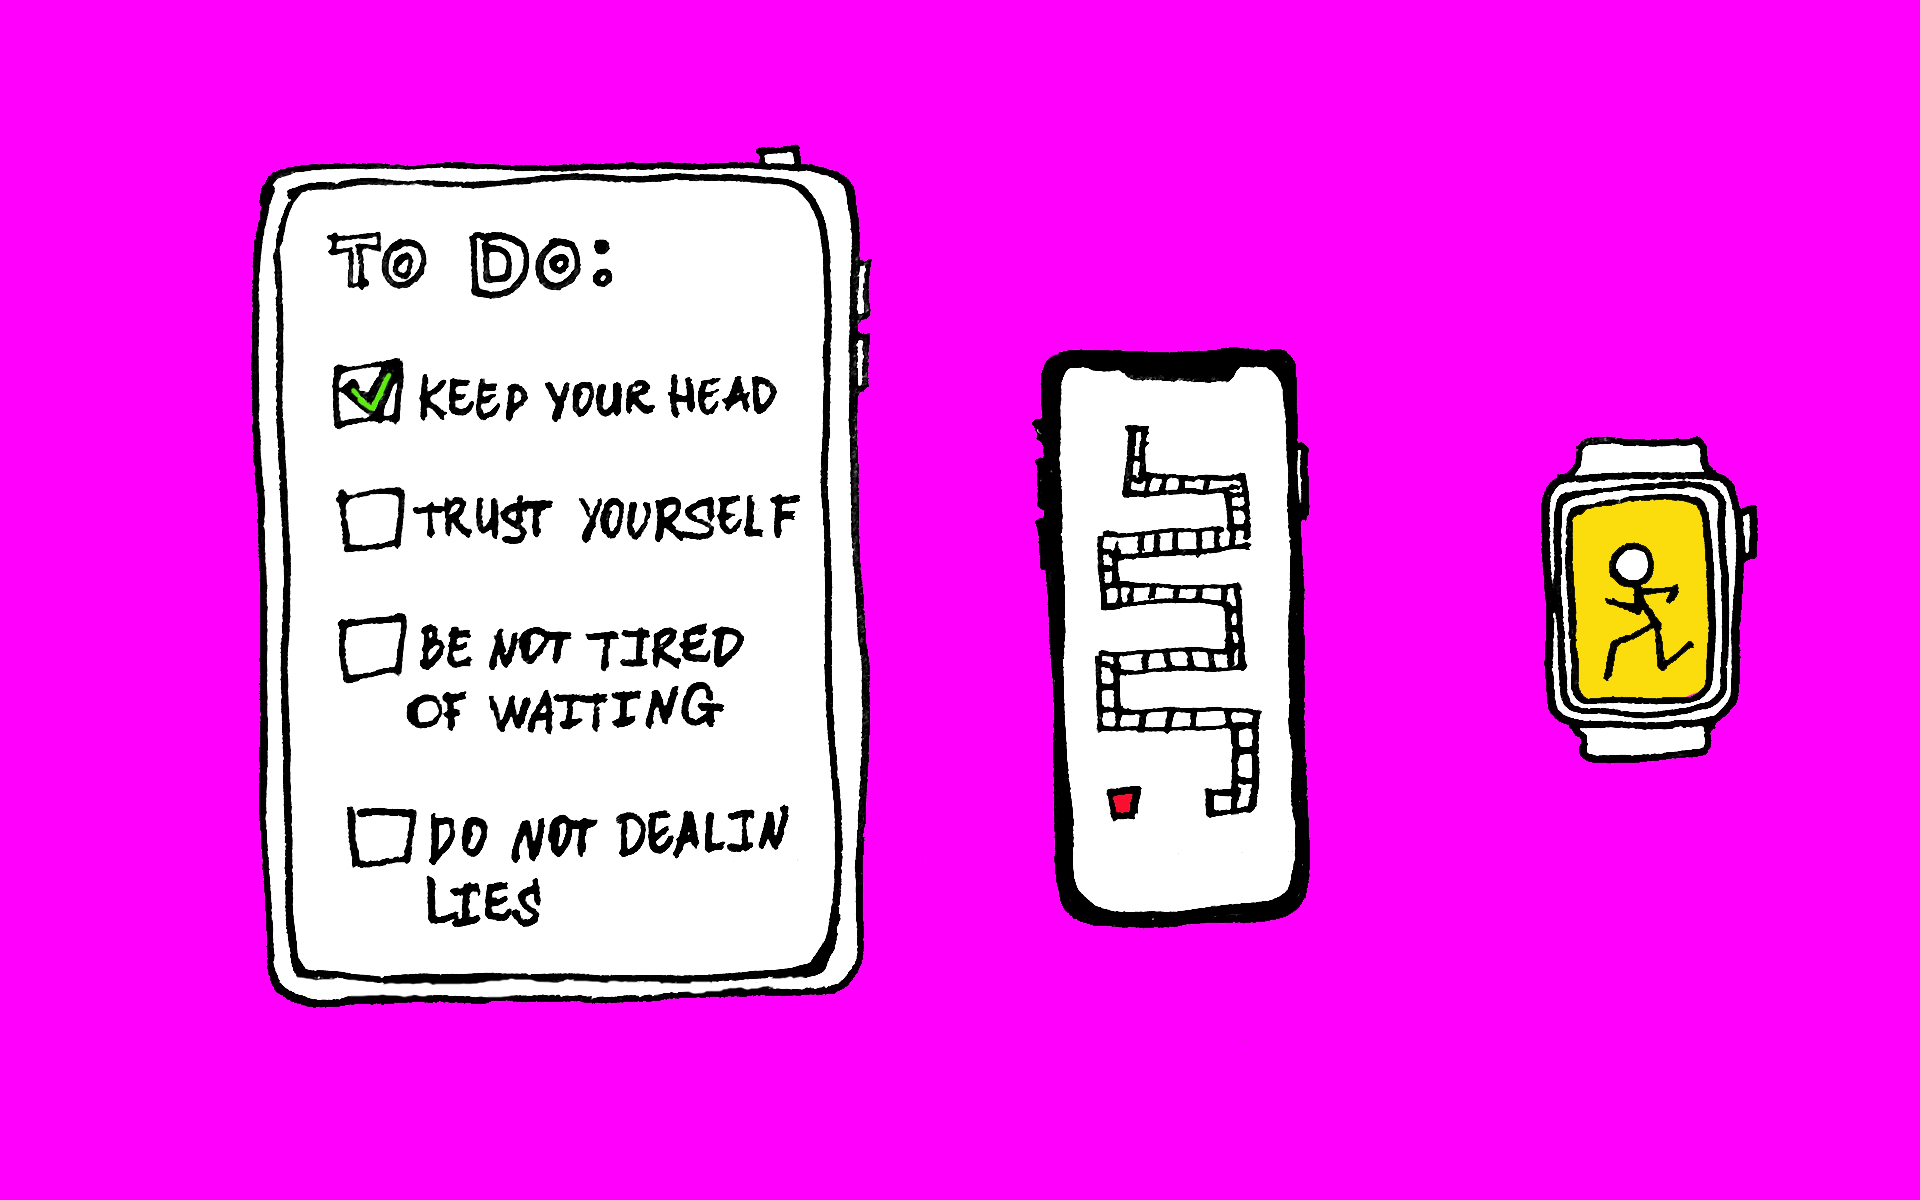 TO DO:
KEEP YOUR HEAD
TRUST YOURSELF
BE NOT TIRED
OF WAITING
DO NOT DEALIN
LIES